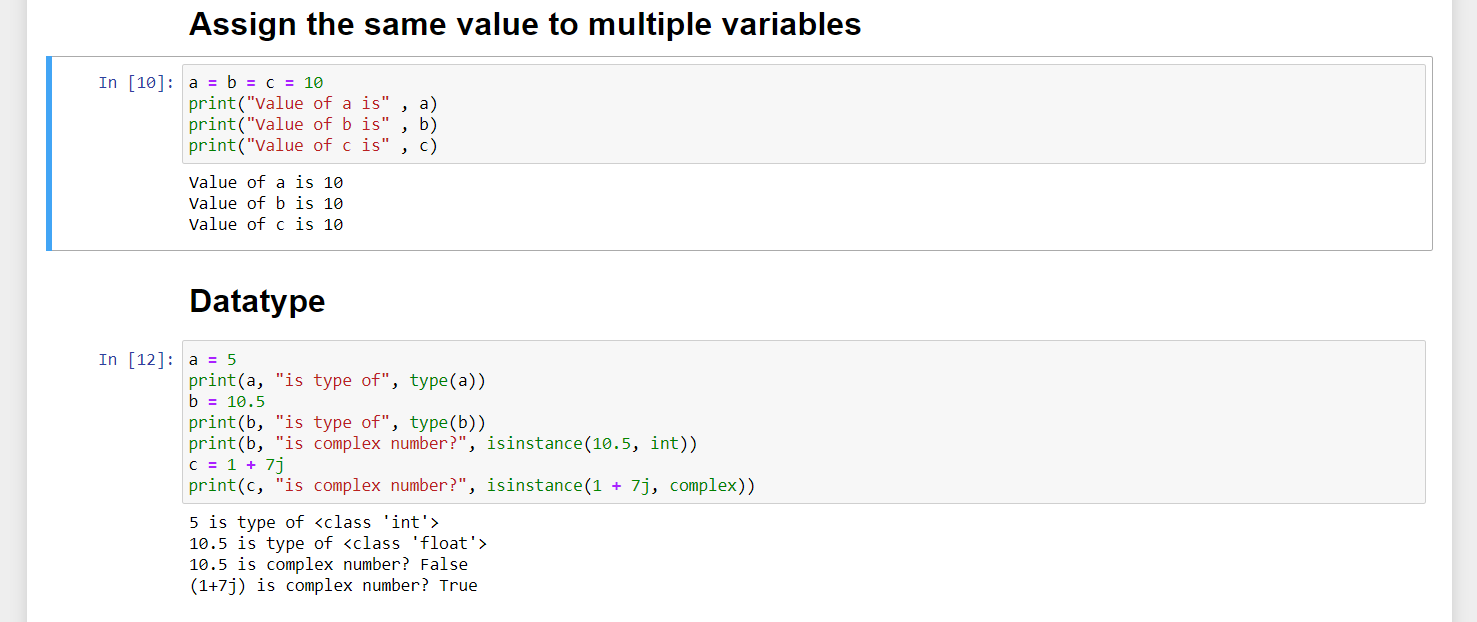 Assign the same value to multiple variables
In [10]: a = b = c = 10
print("Value of a is" , a)
print("Value of b is" , b)
print("Value of c is" , c)
Value of a is 10
Value of b is 10
Value of c is 10
Datatype
In [12]: a = 5
print(a, "is type of", type(a))
b = 10.5
print(b, "is type of", type(b))
print(b, "is complex number?", isinstance(10.5, int))
c = 1 + 7j
print(c, "is complex number?", isinstance(1 + 7j, complex))
5 is type of <class 'int'>
10.5 is type of <class 'float'>
10.5 is complex number? False
(1+7j) is complex number? True